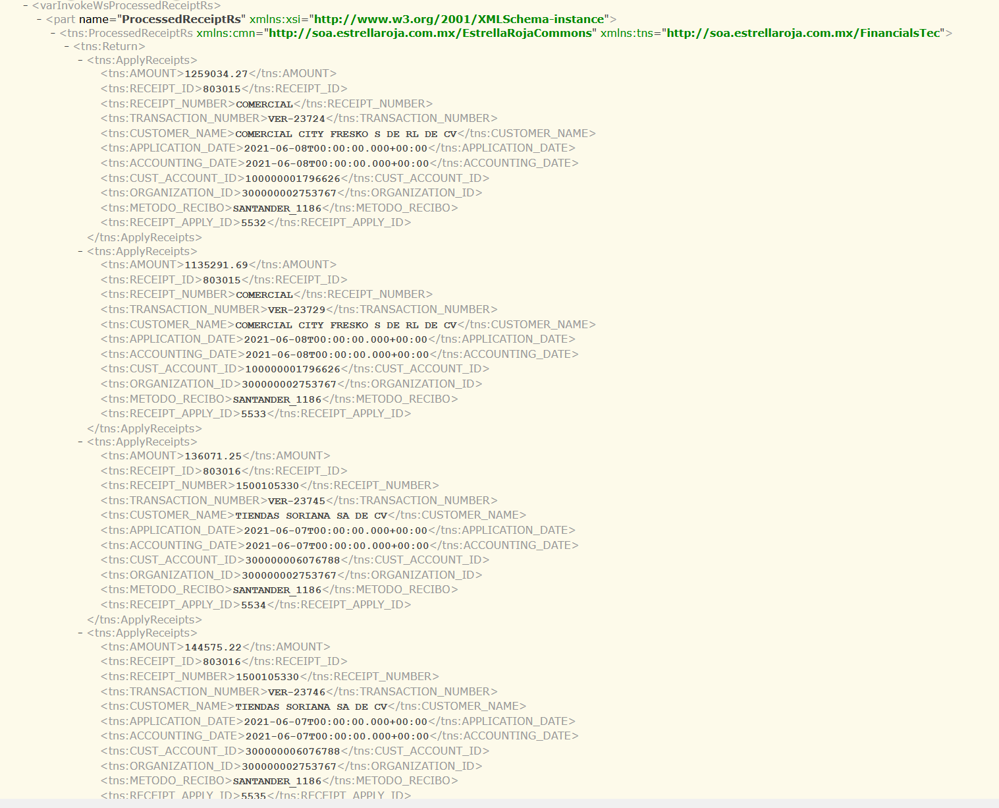 - <varInvokeWsProcessedReceiptRs>
- <part name="ProcessedReceiptRs" xmlns:xsi="http://www.w3.org/2001/XMLSchema-instance">
- <tns:ProcessedReceiptRs xmlns:cmn="http://soa.estrellaroja.com.mx/EstrellaRojaCommons" xmlns:tns="http://soa.estrellaroja.com.mx/FinancialsTec">
- <tns:Return>
- <tns:ApplyReceipts>
<tns:AMOUNT>1259034.27</tns:AMOUNT>
<tns:RECEIPT_ID>803015</tns:RECEIPT_ID>
<tns:RECEIPT_NUMBER>COMERCIAL</tns:RECEIPT_NUMBER>
<tns:TRANSACTION_NUMBER>VER-23724</tns:TRANSACTION_NUMBER>
<tns:CUSTOMER_NAME>COMERCIAL CITY FRESKO S DE RL DE CV</tns:CUSTOMER_NAME>
<tns:APPLICATION_DATE>2021-06-08T00:00:00.000+00:00</tns:APPLICATION_DATE>
<tns:ACCOUNTING_DATE>2021-06-08T00:00:00.000+00:00</tns:ACCOUNTING_DATE>
<tns:CUST_ACCOUNT_ID>100000001796626</tns:CUST_ACCOUNT_ID>
<tns:ORGANIZATION_ID>300000002753767</tns:ORGANIZATION_ID>
<tns:METODO_RECIBO>SANTANDER_1186</tns:METODO_RECIBO>
<tns:RECEIPT_APPLY_ID>5532</tns:RECEIPT_APPLY_ID>
</tns:ApplyReceipts>
- <tns:ApplyReceipts>
<tns:AMOUNT>1135291.69</tns:AMOUNT>
<tns:RECEIPT_ID>803015</tns:RECEIPT_ID>
<tns:RECEIPT_NUMBER>COMERCIAL</tns:RECEIPT_NUMBER>
<tns:TRANSACTION_NUMBER>VER-23729</tns:TRANSACTION_NUMBER>
<tns:CUSTOMER_NAME>COMERCIAL CITY FRESKO S DE RL DE CV</tns:CUSTOMER_NAME>
<tns:APPLICATION_DATE>2021-06-08T00:00:00.000+00:00</tns:APPLICATION_DATE>
<tns:ACCOUNTING_DATE>2021-06-08T00:00:00.000+00:00</tns:ACCOUNTING_DATE>
<tns:CUST_ACCOUNT_ID>100000001796626</tns:CUST_ACCOUNT_ID>
<tns:ORGANIZATION_ID>300000002753767</tns:ORGANIZATION_ID>
<tns:METODO_RECIBO>SANTANDER_1186</tns:METODO_RECIBO>
<tns:RECEIPT_APPLY_ID>5533</tns:RECEIPT_APPLY_ID>
</tns:ApplyReceipts>
- <tns:ApplyReceipts>
<tns:AMOUNT>136071.25</tns:AMOUNT>
<tns:RECEIPT_ID>803016</tns:RECEIPT_ID>
<tns:RECEIPT_NUMBER>1500105330</tns:RECEIPT_NUMBER>
<tns:TRANSACTION_NUMBER>VER-23745</tns:TRANSACTION_NUMBER>
<tns:CUSTOMER_NAME>TIENDAS SORIANA SA DE CV</tns:CUSTOMER_NAME>
<tns:APPLICATION_DATE>2021-06-07T00:00:00.000+00:00</tns:APPLICATION_DATE>
<tns:ACCOUNTING_DATE>2021-06-07T00:00:00.000+00:00</tns:ACCOUNTING_DATE>
<tns:CUST_ACCOUNT_ID>300000006076788</tns:CUST_ACCOUNT_ID>
<tns:ORGANIZATION_ID>300000002753767</tns:ORGANIZATION_ID>
<tns:METODO_RECIBO>SANTANDER_1186</tns:METODO_RECIBO>
<tns:RECEIPT_APPLY_ID>5534</tns:RECEIPT_APPLY_ID>
</tns:ApplyReceipts>
- <tns:ApplyReceipts>
<tns:AMOUNT>144575.22</tns:AMOUNT>
<tns:RECEIPT_ID>803016</tns:RECEIPT_ID>
<tns:RECEIPT_NUMBER>1500105330</tns:RECEIPT_NUMBER>
<tns:TRANSACTION_NUMBER>VER-23746</tns:TRANSACTION_NUMBER>
<tns:CUSTOMER_NAME>TIENDAS SORIANA SA DE CV</tns:CUSTOMER_NAME>
<tns:APPLICATION_DATE>2021-06-07T00:00:00.000+00:00</tns:APPLICATION_DATE>
<tns:ACCOUNTING_DATE>2021-06-07T00:00:00.000+00:00</tns:ACCOUNTING_DATE>
<tns:CUST_ACCOUNT_ID>300000006076788</tns:CUST_ACCOUNT_ID>
<tns:ORGANIZATION_ID>300000002753767</tns:ORGANIZATION_ID>
<tns:METODO_RECIBO>SANTANDER_1186</tns:METODO_RECIBO>
<tns:RECEIPT_APPLY_ID>5535</tns:RECEIPT_APPLY_ID>